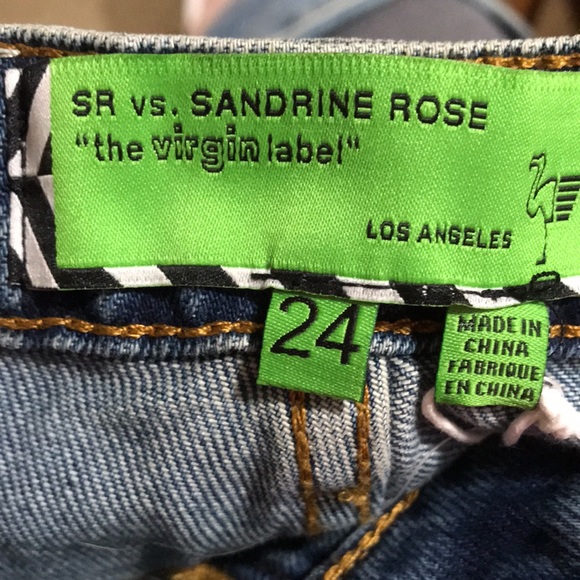 SR vs. SANDRINE ROSE
"the virgin label"
LOS ANGELES
24
MADE IN
CHINA
FABRIQUE
EN CHINA